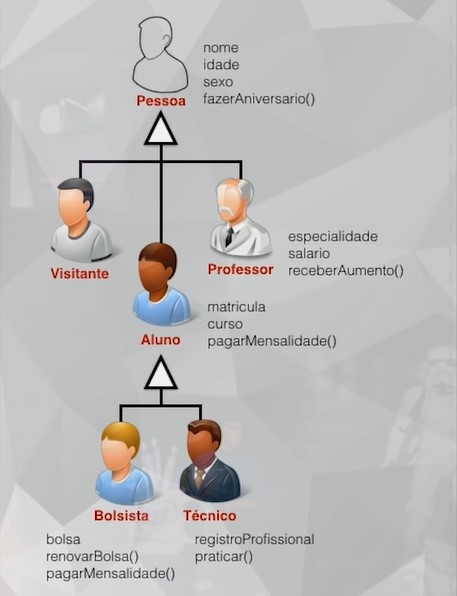 nome
idade
sexo
fazerAniversario()
Pessoa
Visitante
Professor
especialidade
salario
receberAumento()
Aluno
matricula
curso
pagarMensalidade()
Bolsista
Técnico
bolsa
renovarBolsa()
pagarMensalidade()
registroProfissional
praticar()